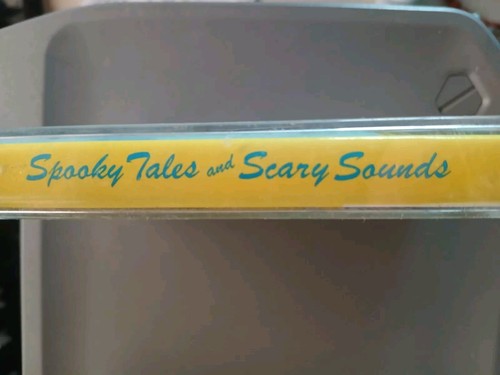 Spooky Tales and Scary Sounds